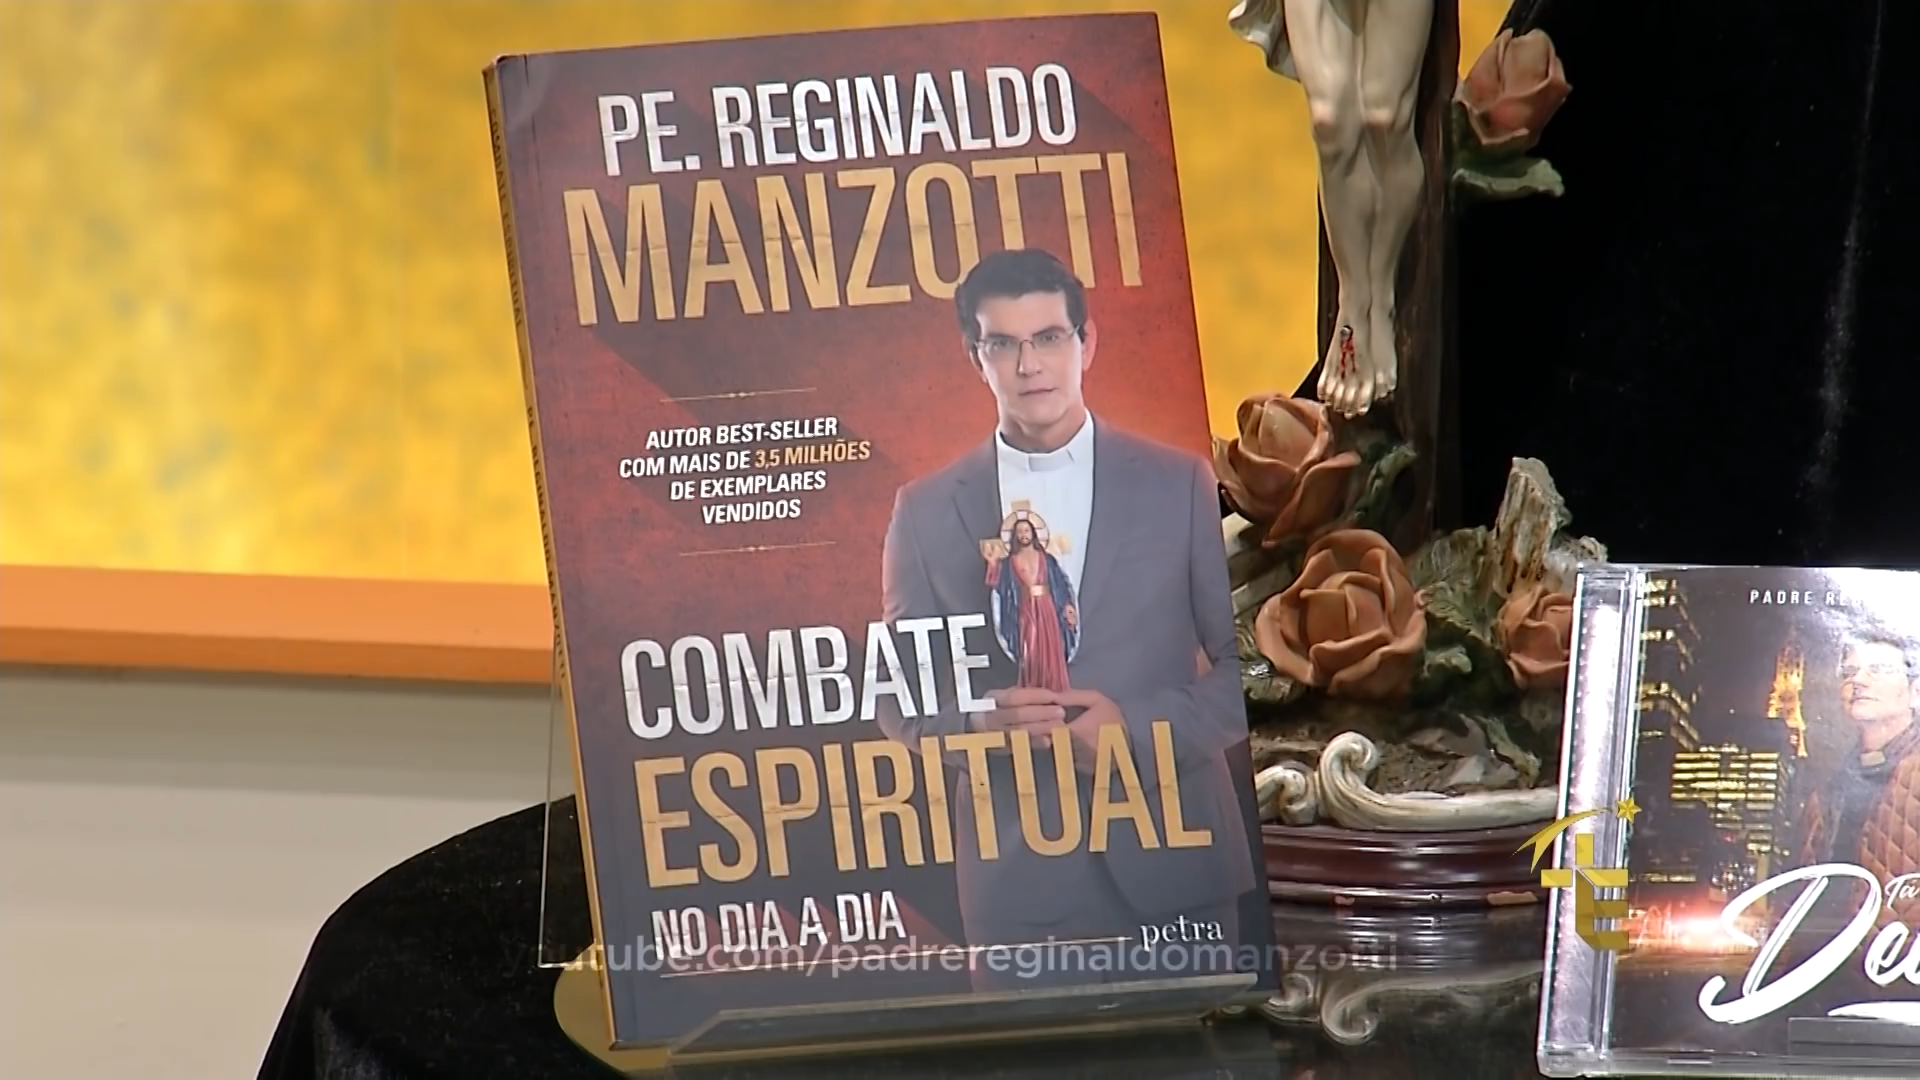 PE. REGINALDO
MANZOTTI
AUTOR BEST-SELLER
COM MAIS DE 3,5 MILHÕES
DE EXEMPLARES
VENDIDOS
COMBATE
ESPIRITUAL
NO DIA A DIA
petra
youtube.com/padrereginaldomanzotti
PADRE